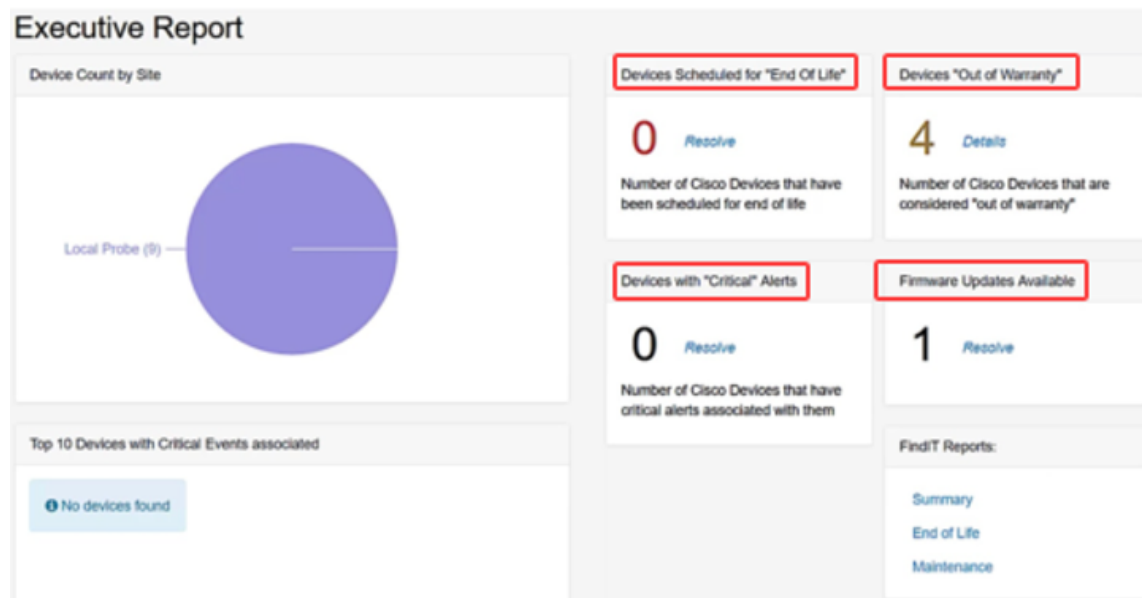 Executive Report
Device Count by Site
Local Probe (9)
Top 10 Devices with Critical Events associated
No devices found
Devices Scheduled for "End Of Life"
0 Resolve
Number of Cisco Devices that have
been scheduled for end of life
Devices "Out of Warranty"
4 Details
Number of Cisco Devices that are
considered "out of warranty"
Devices with "Critical" Alerts
0 Resolve
Number of Cisco Devices that have
critical alerts associated with them
Firmware Updates Available
1 Resolve
FindIT Reports:
Summary
End of Life
Maintenance